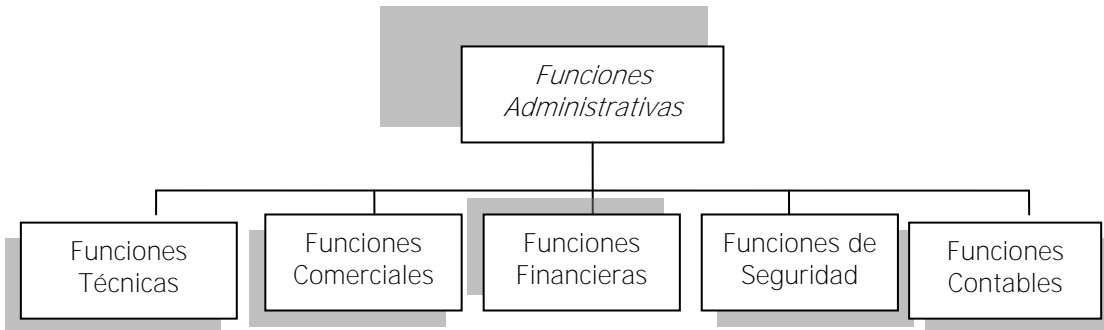 Funciones
Administrativas
Funciones
Técnicas
Funciones
Comerciales
Funciones
Financieras
Funciones de
Seguridad
Funciones
Contables